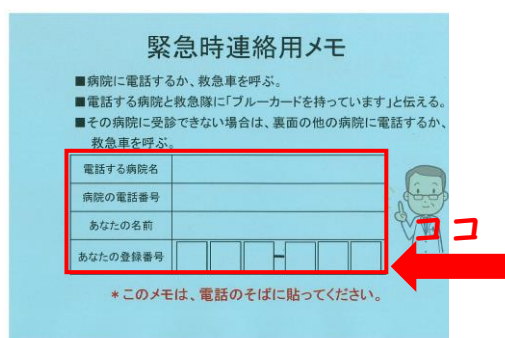 緊急時連絡用メモ
■病院に電話するか、救急車を呼ぶ。
■電話する病院と救急隊に「ブルーカードを持っています」と伝える。
■その病院に受診できない場合は、裏面の他の病院に電話するか、
救急車を呼ぶ。
電話する病院名
病院の電話番号
あなたの名前
ココ
あなたの登録番号 －
＊このメモは、電話のそばに貼ってください。